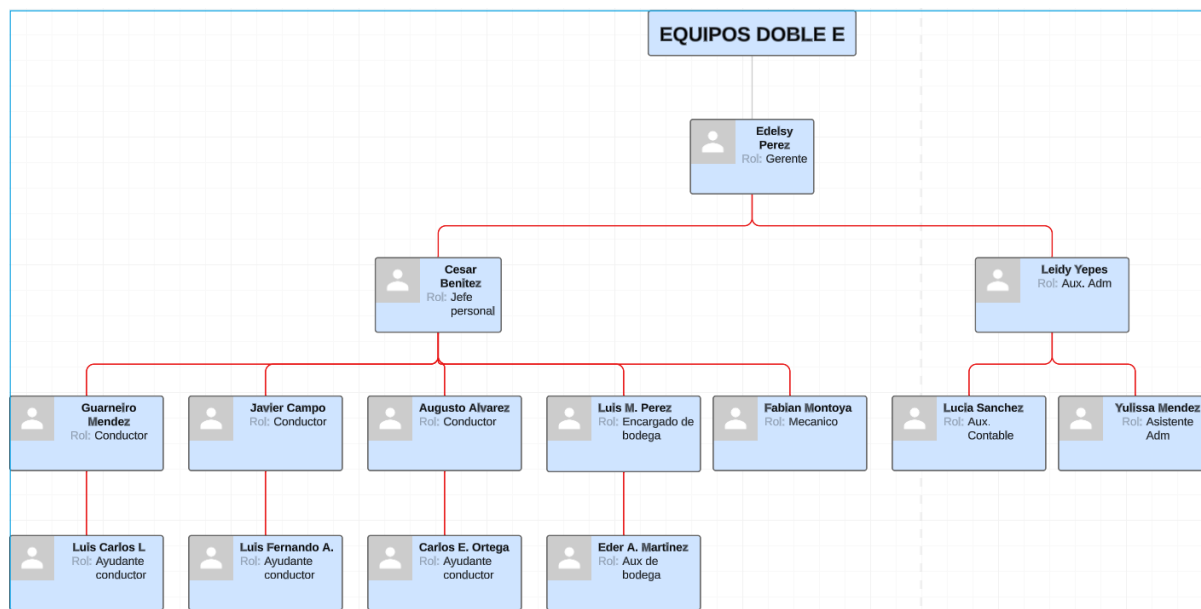 EQUIPOS DOBLE E
Edelsy
Perez
Rol: Gerente
Cesar
Benitez
Rol: Jefe
personal
Leidy Yepes
Rol: Aux. Adm
Guarneiro
Mendez
Rol: Conductor
Javier Campo
Rol: Conductor
Augusto Alvarez
Rol: Conductor
Luis M. Perez
Rol: Encargado de
bodega
Fabian Montoya
Rol: Mecanico
Lucia Sanchez
Rol: Aux.
Contable
Yulissa Mendez
Rol: Asistente
Adm
Luis Carlos L
Rol: Ayudante
conductor
Luis Fernando A.
Rol: Ayudante
conductor
Carlos E. Ortega
Rol: Ayudante
conductor
Eder A. Martinez
Rol: Aux de
bodega